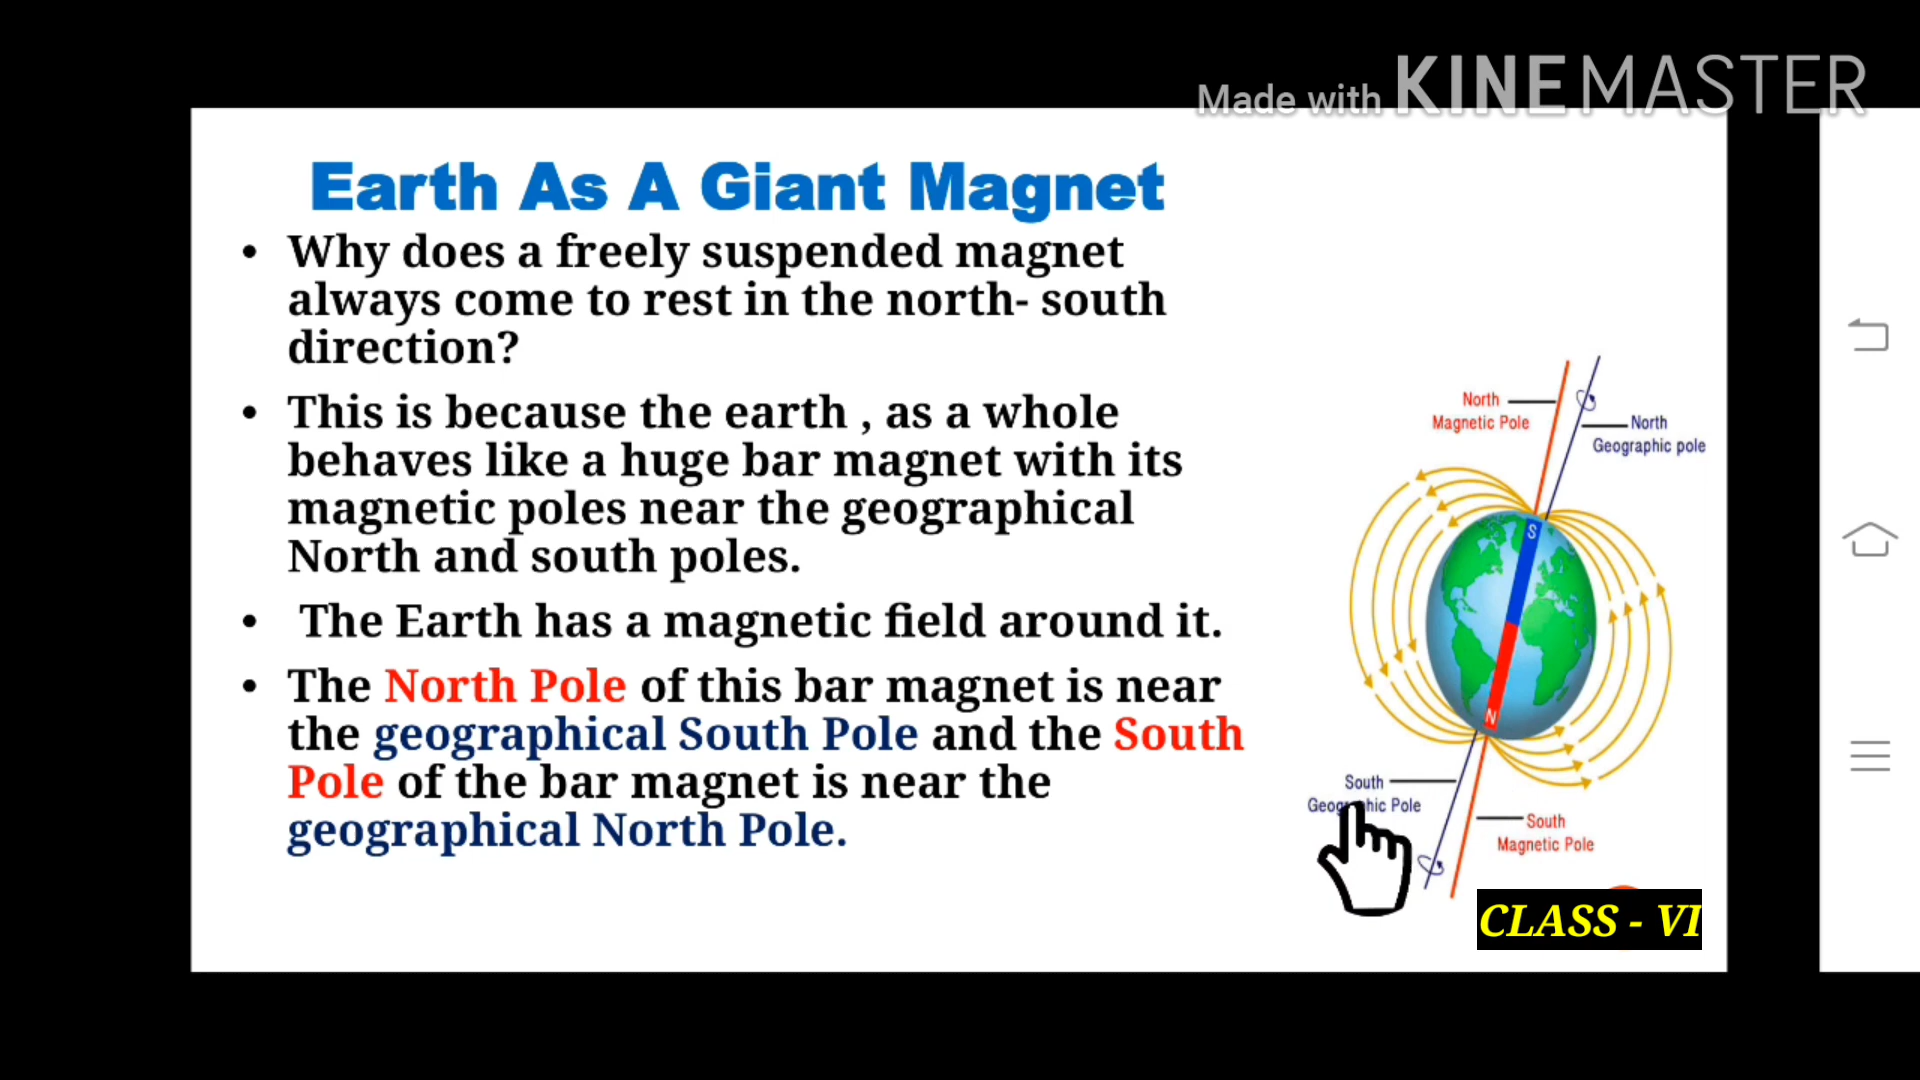 Made with KINEMASTER
Earth As A Giant Magnet
• Why does a freely suspended magnet
always come to rest in the north- south
direction?
• This is because the earth , as a whole
behaves like a huge bar magnet with its
magnetic poles near the geographical
North and south poles.
• The Earth has a magnetic field around it.
• The North Pole of this bar magnet is near
the geographical South Pole and the South
Pole of the bar magnet is near the
geographical North Pole.
North
Magnetic Pole
North
Geographic pole
S
N
South
Geographic Pole
South
Magnetic Pole
CLASS - VI